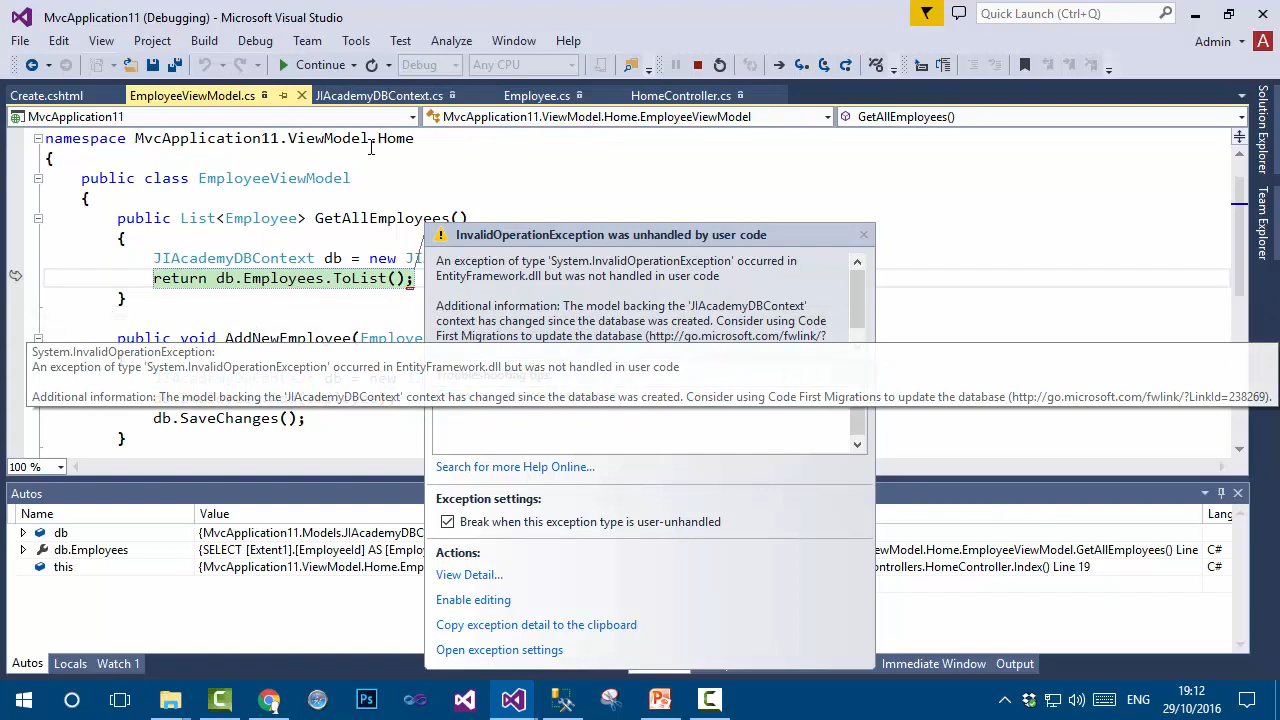 MvcApplication11 (Debugging) - Microsoft Visual Studio
Quick Launch (Ctrl+Q)
File Edit View Project Build Debug Team Tools Test Analyze Window Help
Admin A
Continue Debug Any CPU
Create.cshtml EmployeeViewModel.cs JIAcademyDBContext.cs Employee.cs HomeController.cs
MvcApplication11 MvcApplication11.ViewModel.Home.EmployeeViewModel GetAllEmployees()
namespace MvcApplication11.ViewModel.Home
{
public class EmployeeViewModel
{
public List<Employee> GetAllEmployees()
{
JIAcademyDBContext db = new
return db.Employees.ToList();
}
public void AddNewEmployee(
db.SaveChanges();
}
100 %
InvalidOperationException was unhandled by user code
An exception of type 'System.InvalidOperationException' occurred in
EntityFramework.dll but was not handled in user code
Additional information: The model backing the 'JIAcademyDBContext'
context has changed since the database was created. Consider using Code
First Migrations to update the database (http://go.microsoft.com/fwlink/?
System.InvalidOperationException:
An exception of type 'System.InvalidOperationException' occurred in EntityFramework.dll but was not handled in user code
Troubleshooting tips:
Additional information: The model backing the 'JIAcademyDBContext' context has changed since the database was created. Consider using Code First Migrations to update the database (http://go.microsoft.com/fwlink/?LinkId=238269).
Search for more Help Online...
Exception settings:
Break when this exception type is user-unhandled
Actions:
View Detail...
Enable editing
Copy exception detail to the clipboard
Open exception settings
Solution Explorer
Team Explorer
Autos
Name Value Lang
db {MvcApplication11.Models.JIAcademyDBC
db.Employees {SELECT [Extent1].[EmployeeId] AS [Employ ViewModel.Home.EmployeeViewModel.GetAllEmployees() Line C#
this {MvcApplication11.ViewModel.Home.Emp ontrollers.HomeController.Index() Line 19 C#
Autos Locals Watch 1 Immediate Window Output
ENG
19:12
29/10/2016